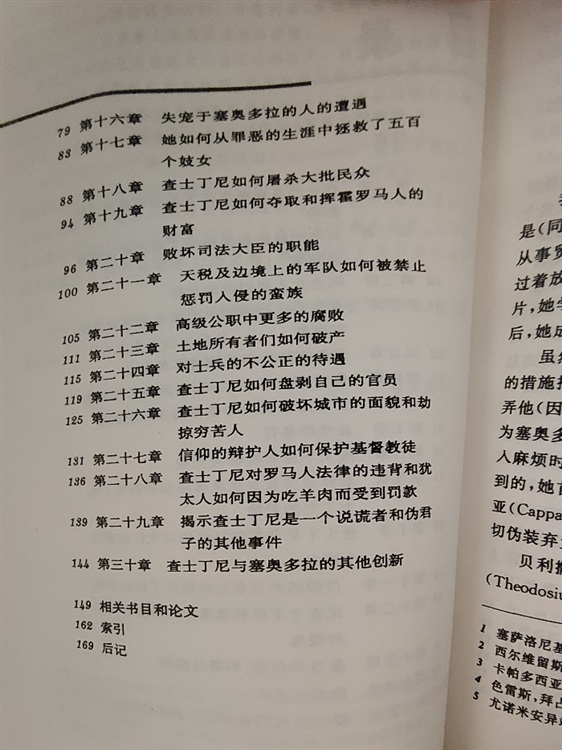 79 第十六章 失宠于塞奥多拉的人的遭遇
83 第十七章 她如何从罪恶的生涯中拯救了五百
个妓女
88 第十八章 查士丁尼如何屠杀大批民众
94 第十九章 查士丁尼如何夺取和挥霍罗马人的
财富
96 第二十章 败坏司法大臣的职能
100 第二十一章 天税及边境上的军队如何被禁止
惩罚入侵的蛮族
105 第二十二章 高级公职中更多的腐败
111 第二十三章 土地所有者们如何破产
115 第二十四章 对士兵的不公正的待遇
119 第二十五章 查士丁尼如何盘剥自己的官员
125 第二十六章 查士丁尼如何破坏城市的面貌和劫
掠穷苦人
131 第二十七章 信仰的辩护人如何保护基督教徒
136 第二十八章 查士丁尼对罗马人法律的违背和犹
太人如何因为吃羊肉而受到罚款
139 第二十九章 揭示查士丁尼是一个说谎者和伪君
子的其他事件
144 第三十章 查士丁尼与塞奥多拉的其他创新
149 相关书目和论文
162 索引
169 后记
是(同
从事贸
过着放
片,她
后,她成
虽然
的措施
弄他(因
为塞奥多
人麻烦时
到的,她
亚(Cappa
切伪装弃
贝利撒
(Theodosiu
1 塞萨洛尼基
2 西尔维留斯
3 卡帕多西亚
4 色雷斯,拜占
5 尤诺米安异